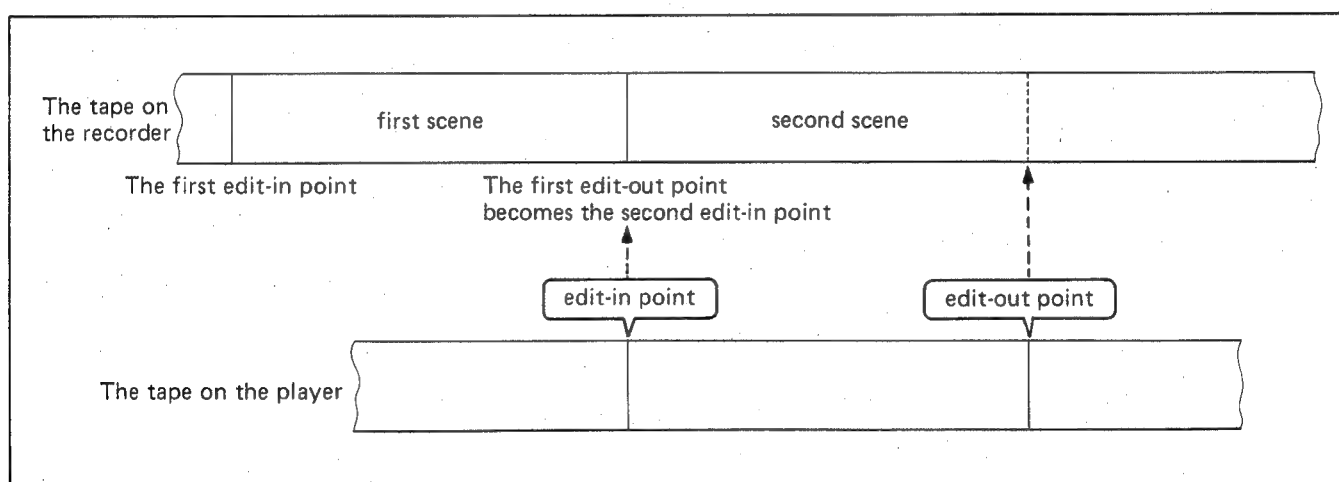 The tape on
the recorder
first scene
second scene
The first edit-in point
The first edit-out point
becomes the second edit-in point
edit-in point
edit-out point
The tape on the player